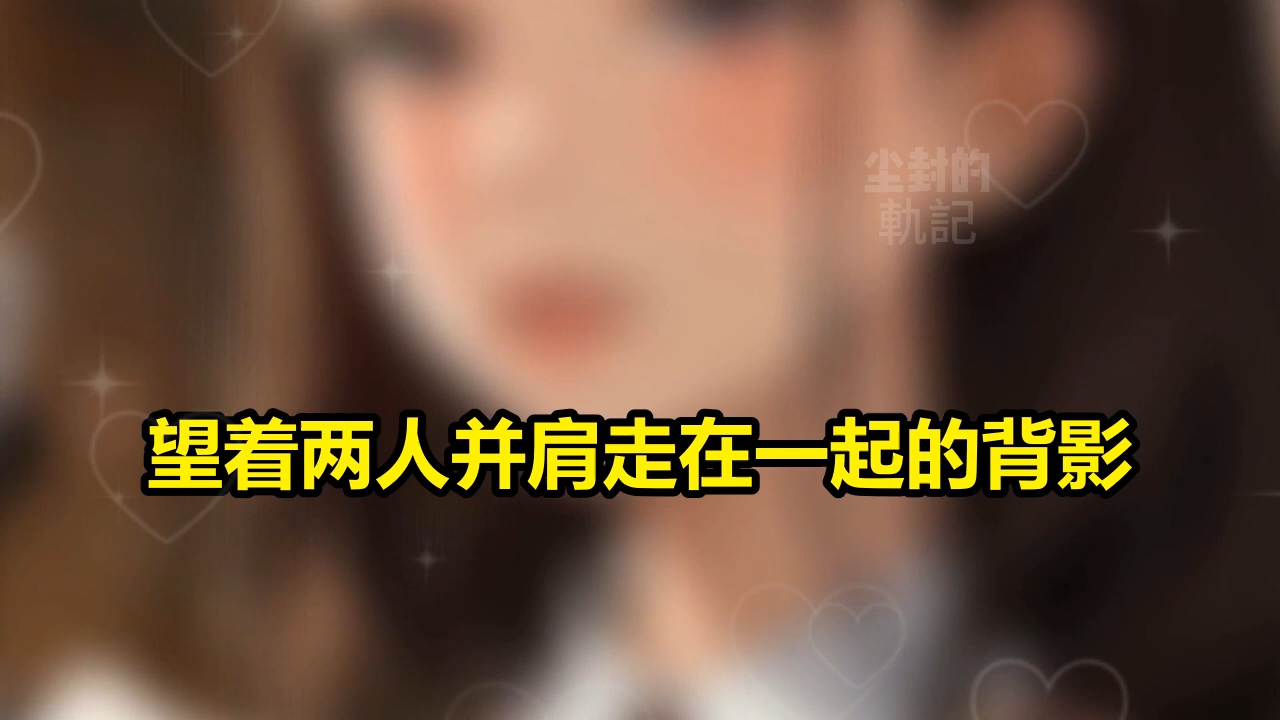 尘封的
軌記
望着两人并肩走在一起的背影